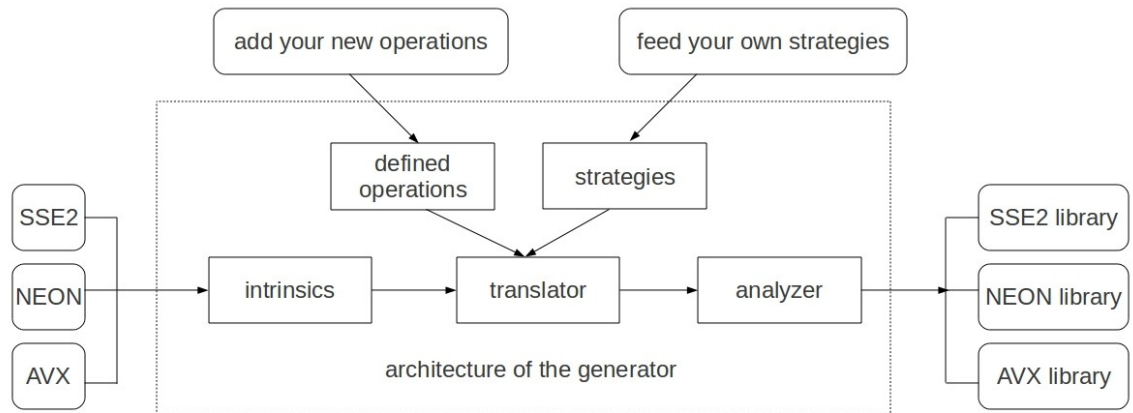 add your new operations
feed your own strategies
defined
operations
strategies
SSE2
SSE2 library
NEON
intrinsics
translator
analyzer
NEON library
architecture of the generator
AVX
AVX library